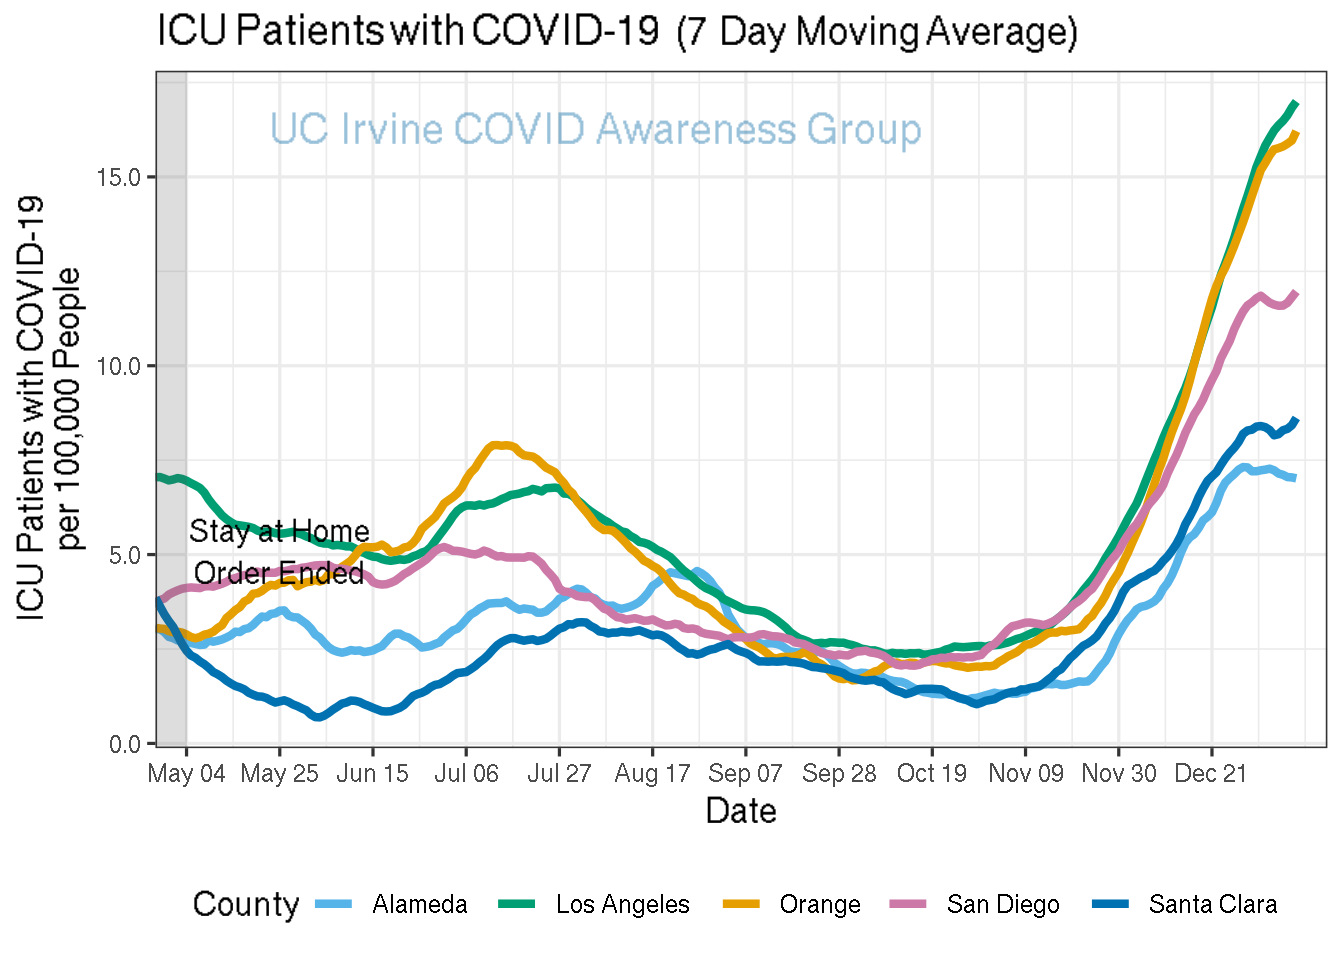 ICU Patients with COVID-19 (7 Day Moving Average)
UC Irvine COVID Awareness Group
ICU Patients with COVID-19
per 100,000 People
15.0
10.0
5.0
0.0
Stay at Home
Order Ended
May 04 May 25 Jun 15 Jul 06 Jul 27 Aug 17 Sep 07 Sep 28 Oct 19 Nov 09 Nov 30 Dec 21
Date
County Alameda Los Angeles Orange San Diego Santa Clara